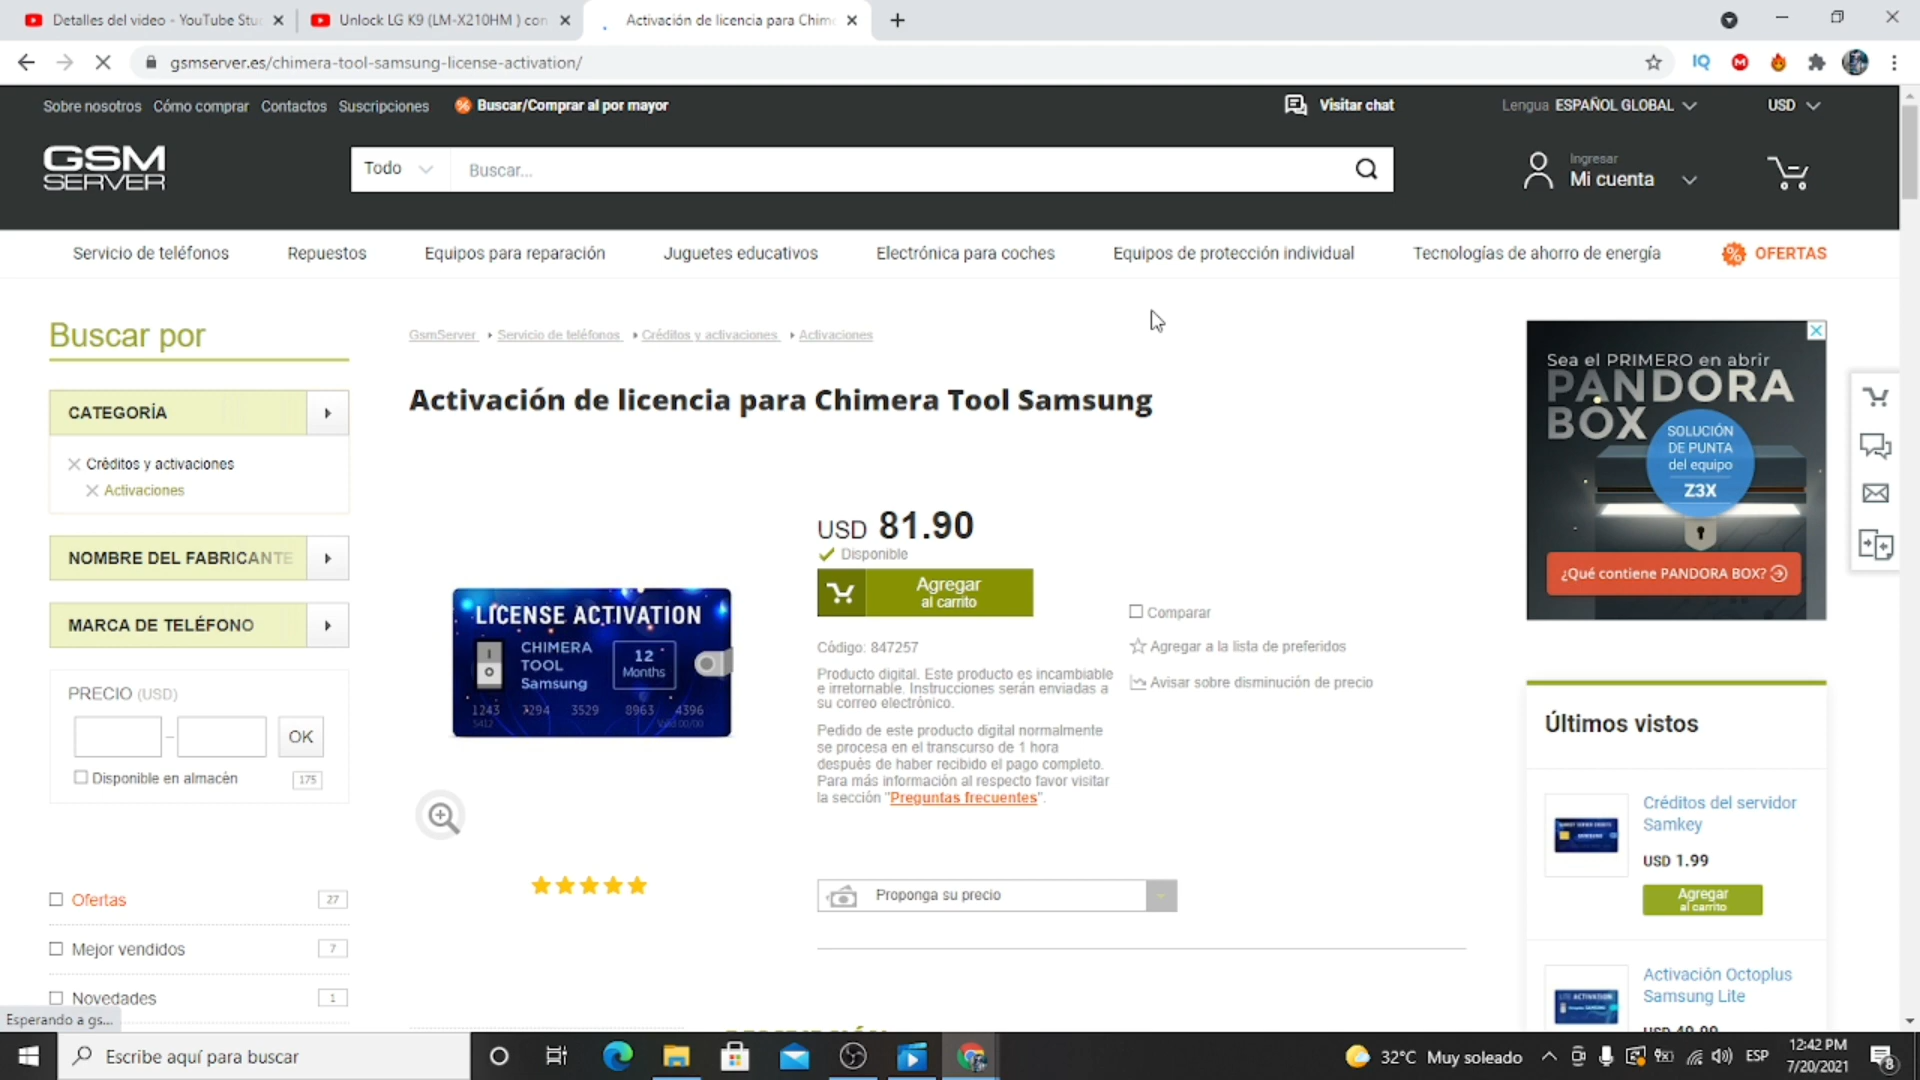 Detalles del video - YouTube Stu
Unlock LG K9 (LM-X210HM ) con
Activación de licencia para Chim
gsmserver.es/chimera-tool-samsung-license-activation/
IQ
Sobre nosotros Cómo comprar Contactos Suscripciones Buscar/Comprar al por mayor
Visitar chat
Lengua ESPAÑOL GLOBAL
USD
GSM
SERVER
Todo
Buscar...
Ingresar
Mi cuenta
Servicio de teléfonos
Repuestos
Equipos para reparación
Juguetes educativos
Electrónica para coches
Equipos de protección individual
Tecnologías de ahorro de energía
OFERTAS
Buscar por
CATEGORÍA
Créditos y activaciones
Activaciones
NOMBRE DEL FABRICANTE
MARCA DE TELÉFONO
PRECIO (USD)
–
OK
Disponible en almacén
175
Ofertas
27
Mejor vendidos
7
Novedades
1
GsmServer Servicio de teléfonos Créditos y activaciones Activaciones
Activación de licencia para Chimera Tool Samsung
LICENSE ACTIVATION
CHIMERA
TOOL
Samsung
12
Months
1243 7294 3529 8963 4396
5412
Valid 00/00
USD 81.90
Disponible
Agregar
al carrito
Código: 847257
Producto digital. Este producto es incambiable
e irretornable. Instrucciones serán enviadas a
su correo electrónico.
Pedido de este producto digital normalmente
se procesa en el transcurso de 1 hora
después de haber recibido el pago completo.
Para más información al respecto favor visitar
la sección "Preguntas frecuentes".
Comparar
Agregar a la lista de preferidos
Avisar sobre disminución de precio
Proponga su precio
Sea el PRIMERO en abrir
PANDORA
BOX
SOLUCIÓN
DE PUNTA
del equipo
Z3X
¿Qué contiene PANDORA BOX?
Últimos vistos
Créditos del servidor
Samkey
USD 1.99
Agregar
al carrito
Activación Octoplus
Samsung Lite
USD 49.99
Esperando a gs...
Escribe aquí para buscar
32°C Muy soleado
ESP
12:42 PM
7/20/2021
8